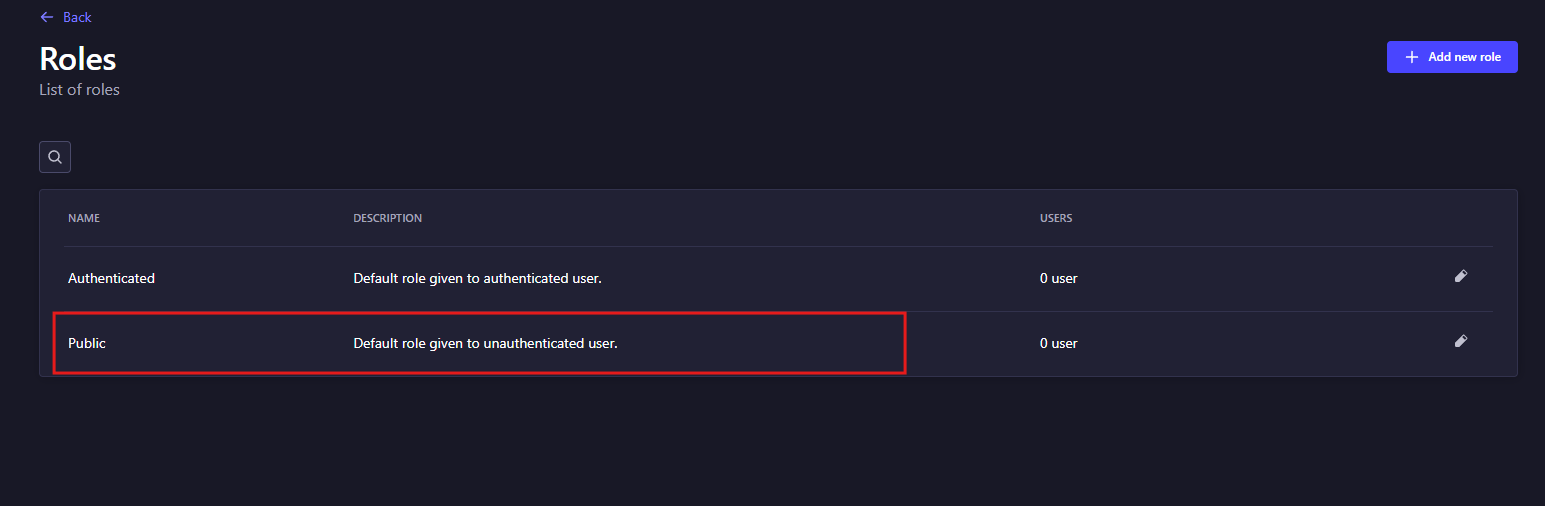 Back
Roles
Add new role
List of roles
NAME DESCRIPTION USERS
Authenticated Default role given to authenticated user. 0 user
Public Default role given to unauthenticated user. 0 user